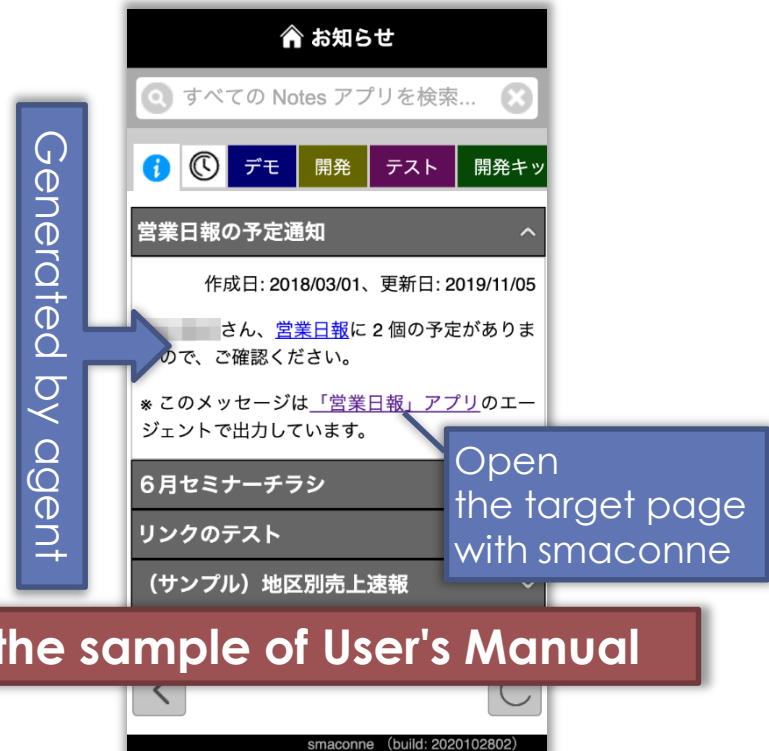 お知らせ
すべての Notes アプリを検索...
デモ 開発 テスト 開発キッ
営業日報の予定通知
作成日: 2018/03/01、更新日: 2019/11/05
さん、営業日報に 2 個の予定がありま
ので、ご確認ください。
※ このメッセージは「営業日報」アプリのエー
ジェントで出力しています。
６月セミナーチラシ
リンクのテスト
（サンプル）地区別売上速報
Generated by agent
Open
the target page
with smaconne
the sample of User's Manual
smaconne （build: 2020102802）